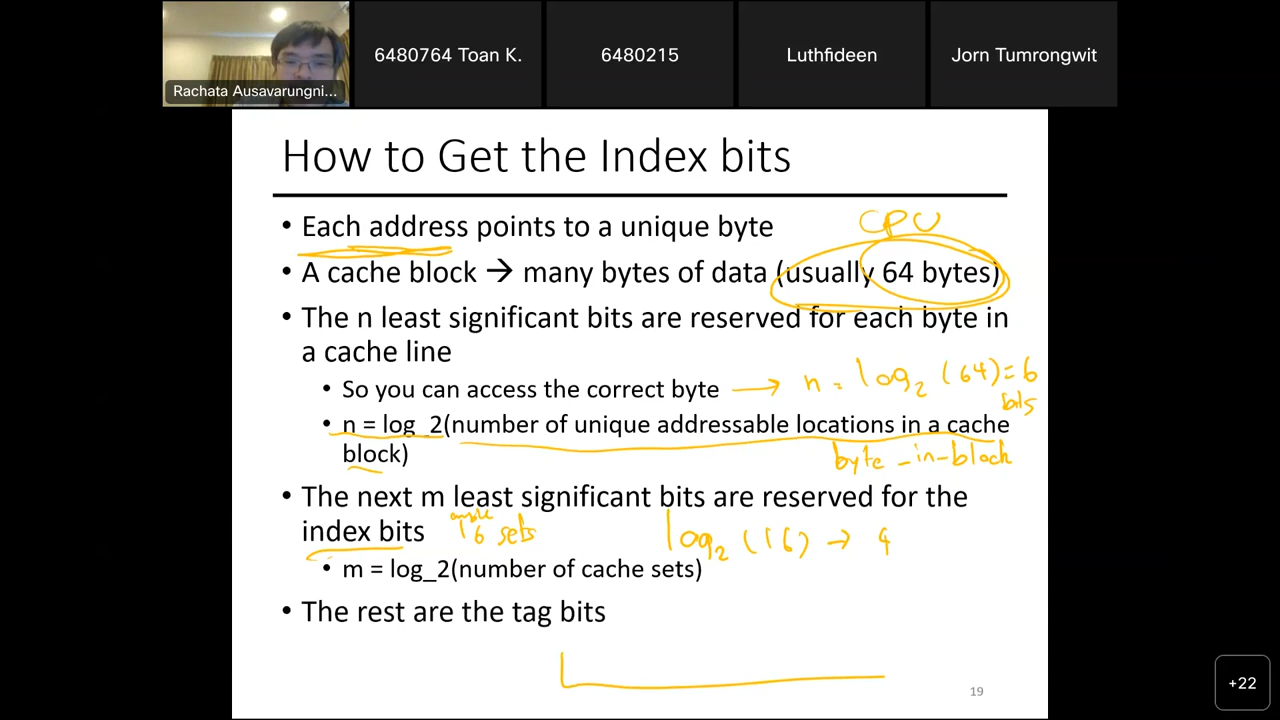 6480764 Toan K.
6480215
Luthfideen
Jorn Tumrongwit
Rachata Ausavarungni...
How to Get the Index bits
• Each address points to a unique byte
CPU
• A cache block → many bytes of data (usually 64 bytes)
• The n least significant bits are reserved for each byte in
a cache line
• So you can access the correct byte → n = log2 (64) = 6
bits
• n = log_2(number of unique addressable locations in a cache
block)
byte-in-block
• The next m least significant bits are reserved for the
index bits
16 sets
log2 (16) → 4
• m = log_2(number of cache sets)
• The rest are the tag bits
19
+22